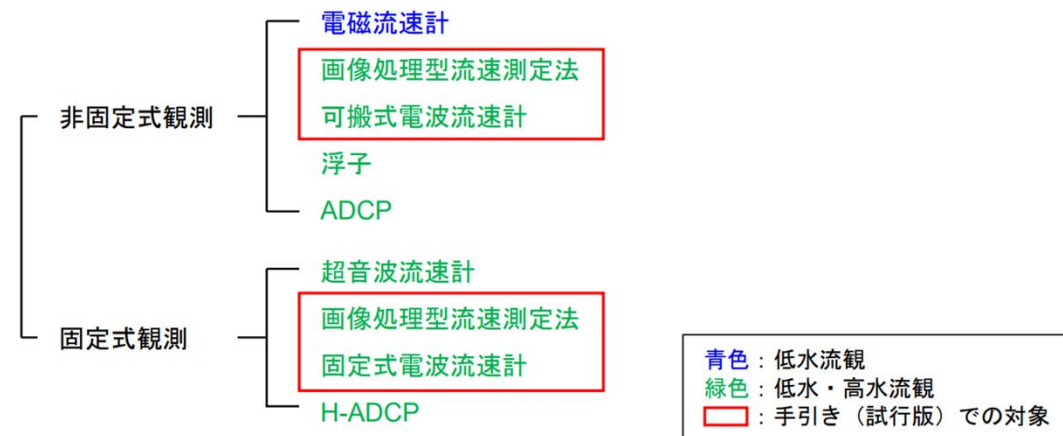 電磁流速計
画像処理型流速測定法
非固定式観測
可搬式電波流速計
浮子
ADCP
超音波流速計
画像処理型流速測定法
固定式観測
固定式電波流速計
H-ADCP
青色：低水流観
緑色：低水・高水流観
：手引き（試行版）での対象